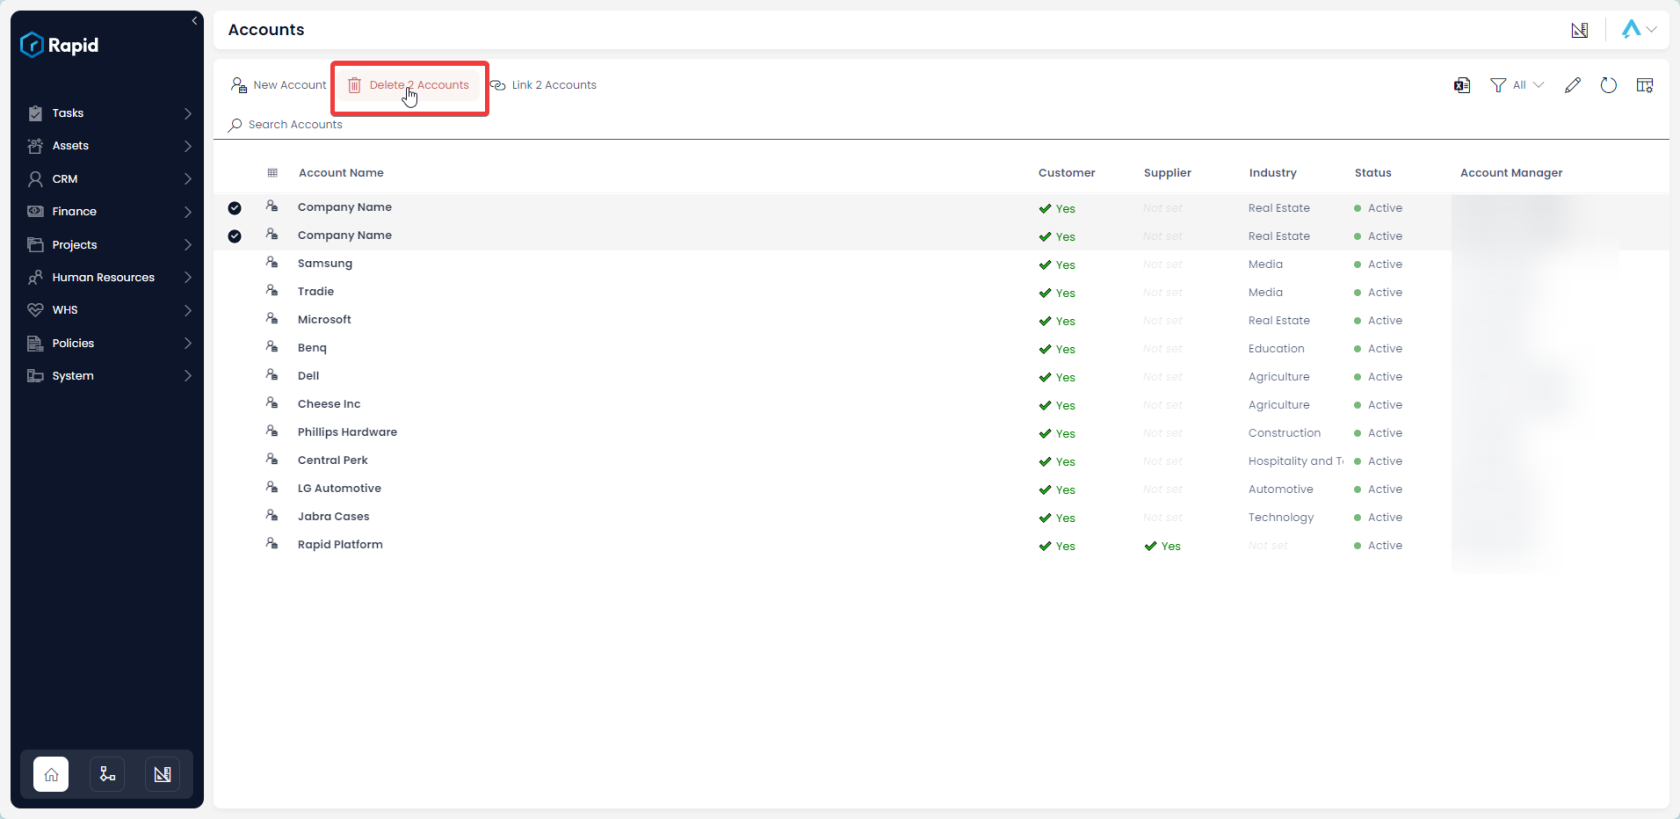 Rapid
Accounts
New Account Delete 2 Accounts Link 2 Accounts All
Search Accounts
Tasks
Assets
CRM
Finance
Projects
Human Resources
WHS
Policies
System
Account Name Customer Supplier Industry Status Account Manager
Company Name Yes Not set Real Estate Active
Company Name Yes Not set Real Estate Active
Samsung Yes Not set Media Active
Tradie Yes Not set Media Active
Microsoft Yes Not set Real Estate Active
Benq Yes Not set Education Active
Dell Yes Not set Agriculture Active
Cheese Inc Yes Not set Agriculture Active
Phillips Hardware Yes Not set Construction Active
Central Perk Yes Not set Hospitality and Active
LG Automotive Yes Not set Automotive Active
Jabra Cases Yes Not set Technology Active
Rapid Platform Yes Yes Not set Active